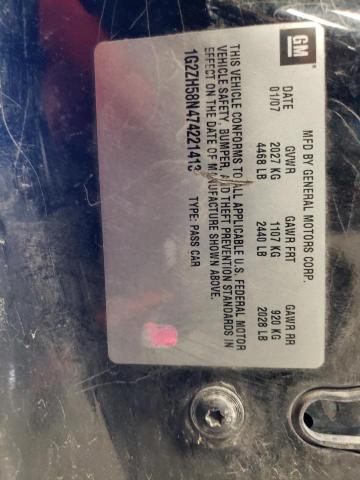 GM
MFD BY GENERAL MOTORS CORP.
DATE GVWR GAWR FRT GAWR RR
01/07 2027 KG 1107 KG 920 KG
4468 LB 2440 LB 2028 LB
THIS VEHICLE CONFORMS TO ALL APPLICABLE U.S. FEDERAL MOTOR
VEHICLE SAFETY, BUMPER, AND THEFT PREVENTION STANDARDS IN
EFFECT ON THE DATE OF MANUFACTURE SHOWN ABOVE.
1G2ZH58N474221413 TYPE: PASS CAR